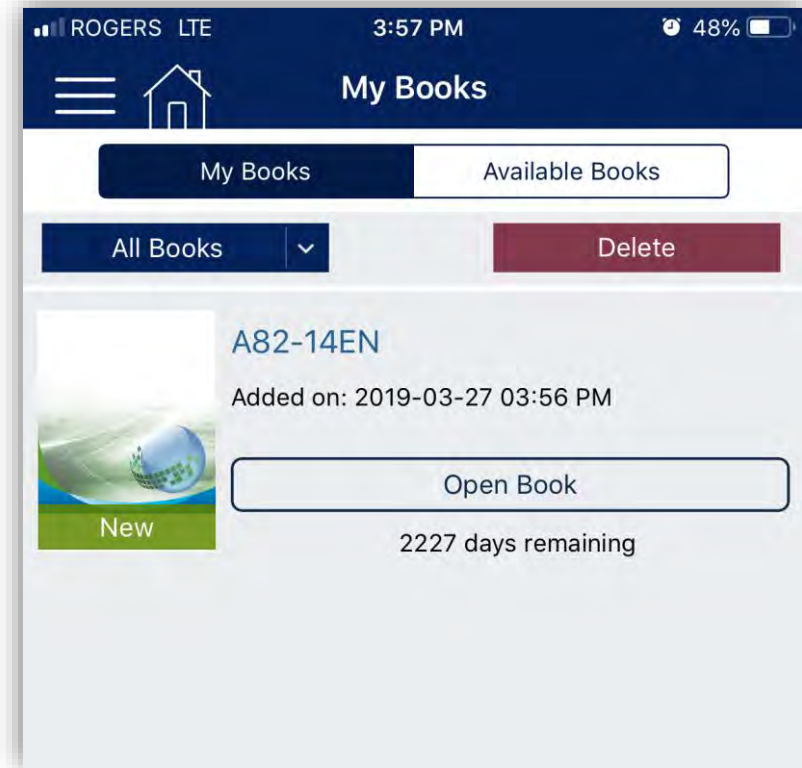 ROGERS LTE 3:57 PM 48%
My Books
My Books Available Books
All Books Delete
A82-14EN
Added on: 2019-03-27 03:56 PM
Open Book
New
2227 days remaining